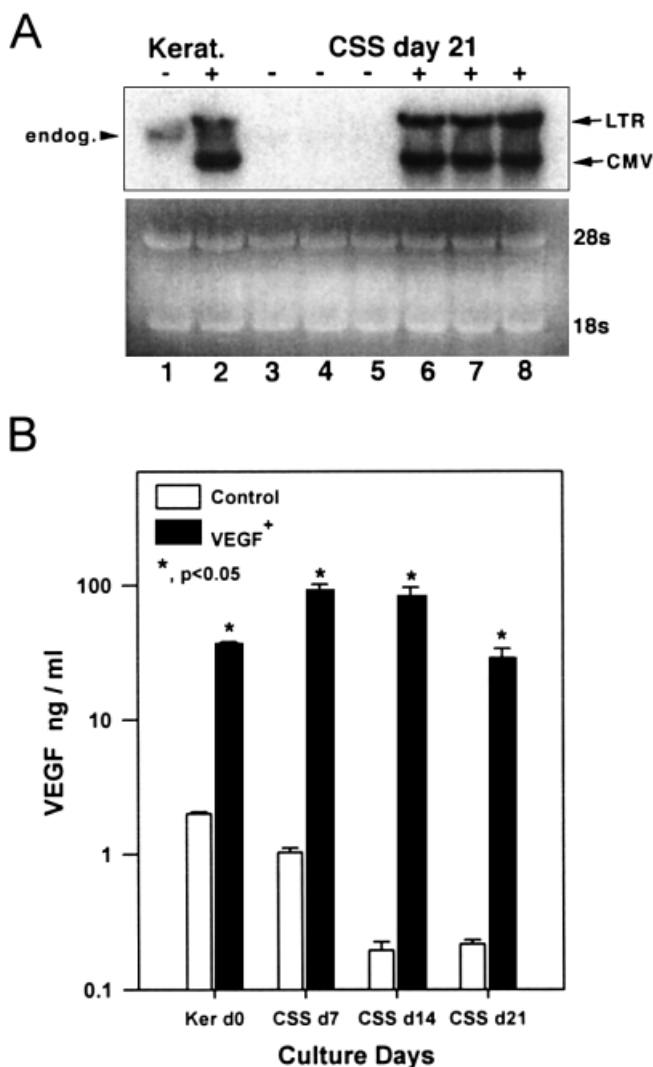 A
Kerat. CSS day 21
- + - - - + + +
endog. LTR
CMV
28s
18s
1 2 3 4 5 6 7 8
B
Control
VEGF+
*, p<0.05
* * * *
100
10
1
0.1
VEGF ng / ml
Ker d0 CSS d7 CSS d14 CSS d21
Culture Days